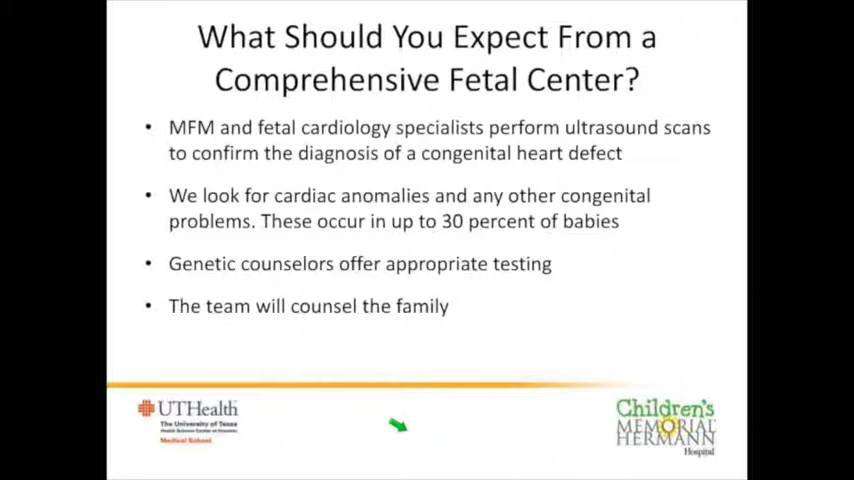 What Should You Expect From a
Comprehensive Fetal Center?
• MFM and fetal cardiology specialists perform ultrasound scans
to confirm the diagnosis of a congenital heart defect
• We look for cardiac anomalies and any other congenital
problems. These occur in up to 30 percent of babies
• Genetic counselors offer appropriate testing
• The team will counsel the family
UTHealth
The University of Texas
Health Science Center at Houston
Medical School
Children's
MEMORIAL
HERMANN
Hospital